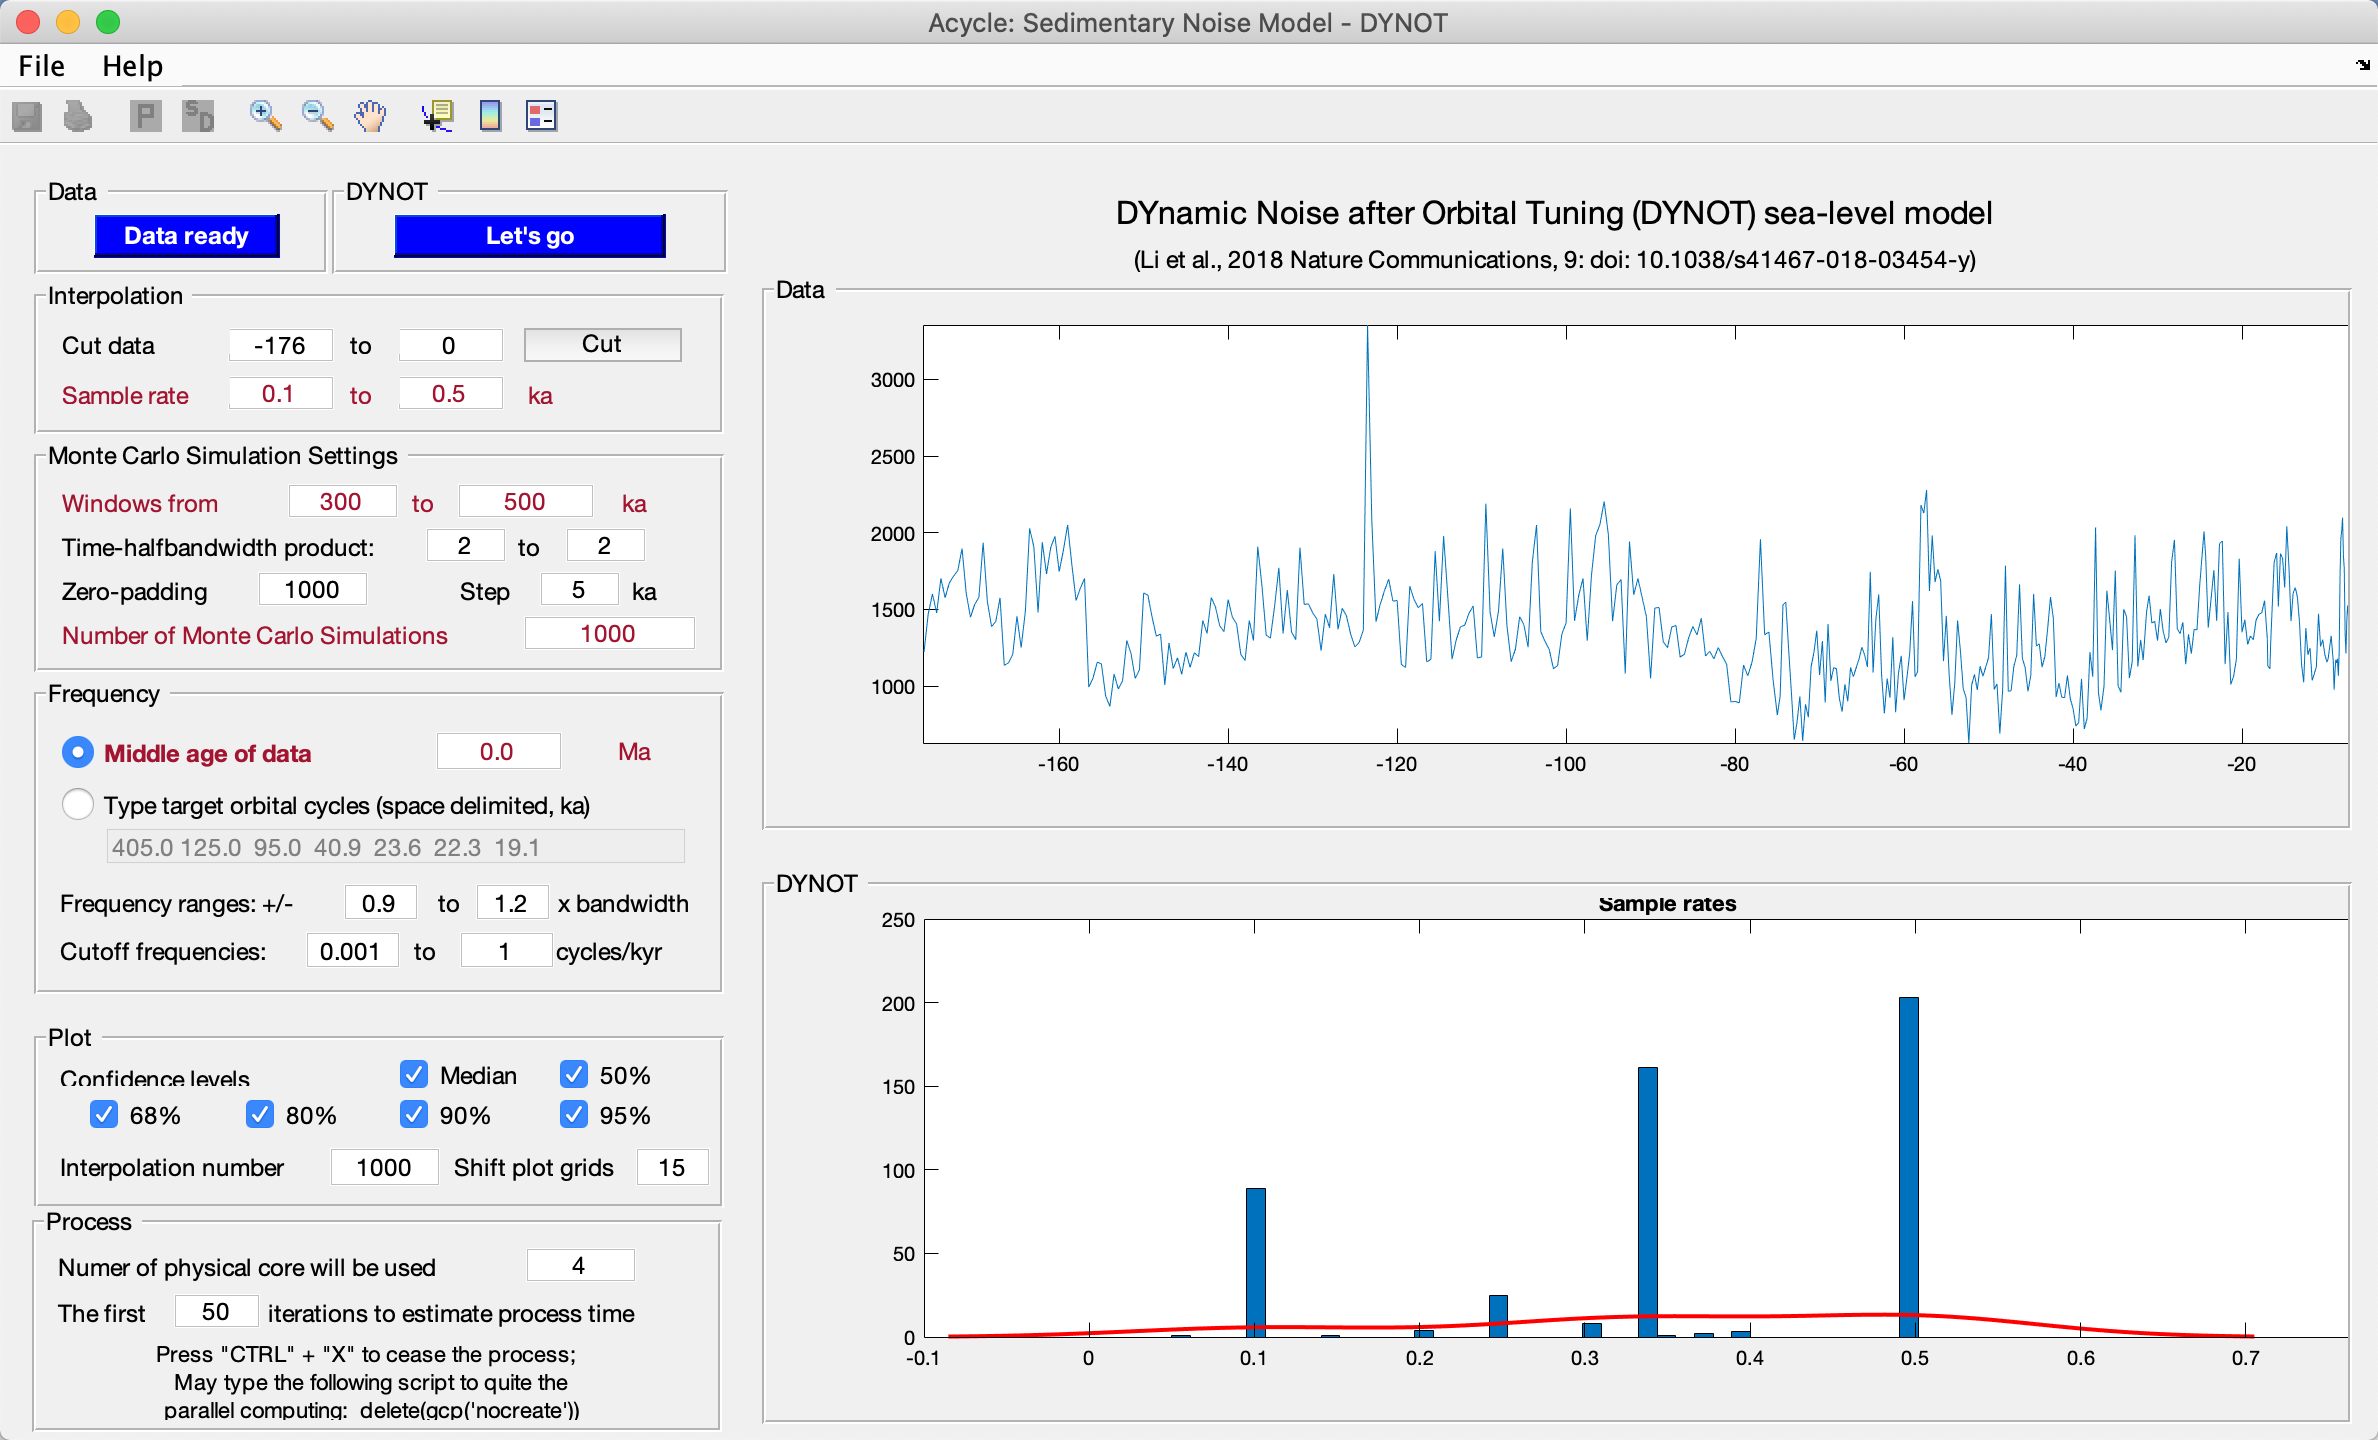 Acycle: Sedimentary Noise Model - DYNOT
File Help
P S D
Data
Data ready
DYNOT
Let's go
Interpolation
Cut data -176 to 0 Cut
Sample rate 0.1 to 0.5 ka
Monte Carlo Simulation Settings
Windows from 300 to 500 ka
Time-halfbandwidth product: 2 to 2
Zero-padding 1000 Step 5 ka
Number of Monte Carlo Simulations 1000
Frequency
Middle age of data 0.0 Ma
Type target orbital cycles (space delimited, ka)
405.0 125.0 95.0 40.9 23.6 22.3 19.1
Frequency ranges: +/- 0.9 to 1.2 x bandwidth
Cutoff frequencies: 0.001 to 1 cycles/kyr
Plot
Confidence levels Median 50%
68% 80% 90% 95%
Interpolation number 1000 Shift plot grids 15
Process
Numer of physical core will be used 4
The first 50 iterations to estimate process time
Press "CTRL" + "X" to cease the process;
May type the following script to quite the
parallel computing: delete(gcp('nocreate'))
DYnamic Noise after Orbital Tuning (DYNOT) sea-level model
(Li et al., 2018 Nature Communications, 9: doi: 10.1038/s41467-018-03454-y)
Data
3000
2500
2000
1500
1000
-160 -140 -120 -100 -80 -60 -40 -20
DYNOT
Sample rates
250
200
150
100
50
0
-0.1 0 0.1 0.2 0.3 0.4 0.5 0.6 0.7